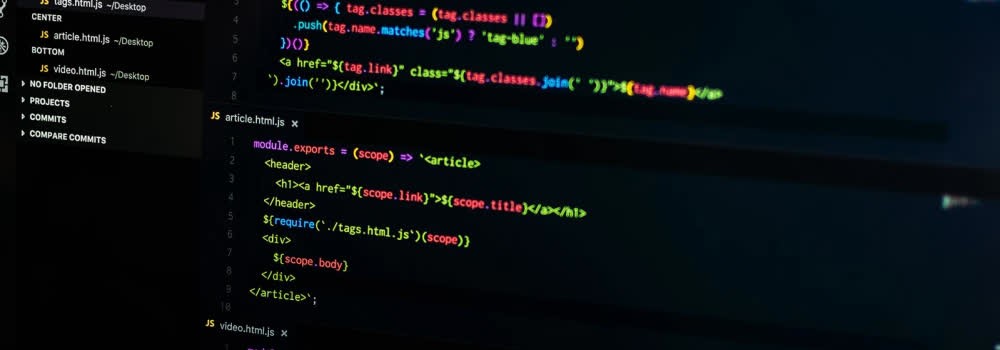 JS tags.html.js ~/Desktop
CENTER
JS article.html.js ~/Desktop
BOTTOM
JS video.html.js ~/Desktop
NO FOLDER OPENED
PROJECTS
COMMITS
COMPARE COMMITS
3 ${(() => { tag.classes = (tag.classes || [])
4 .push(tag.name.matches('js') ? 'tag-blue' : '')
5 })()}
6 <a href="${tag.link}" class="${tag.classes.join(' ')}">${tag.name}</a>
7 `).join('')}</div>`;
8
JS article.html.js ×
1 module.exports = (scope) => `<article>
2 <header>
3 <h1><a href="${scope.link}">${scope.title}</a></h1>
4 </header>
5 ${require('./tags.html.js')(scope)}
6 <div>
7 ${scope.body}
8 </div>
9 </article>`;
10
JS video.html.js ×
1